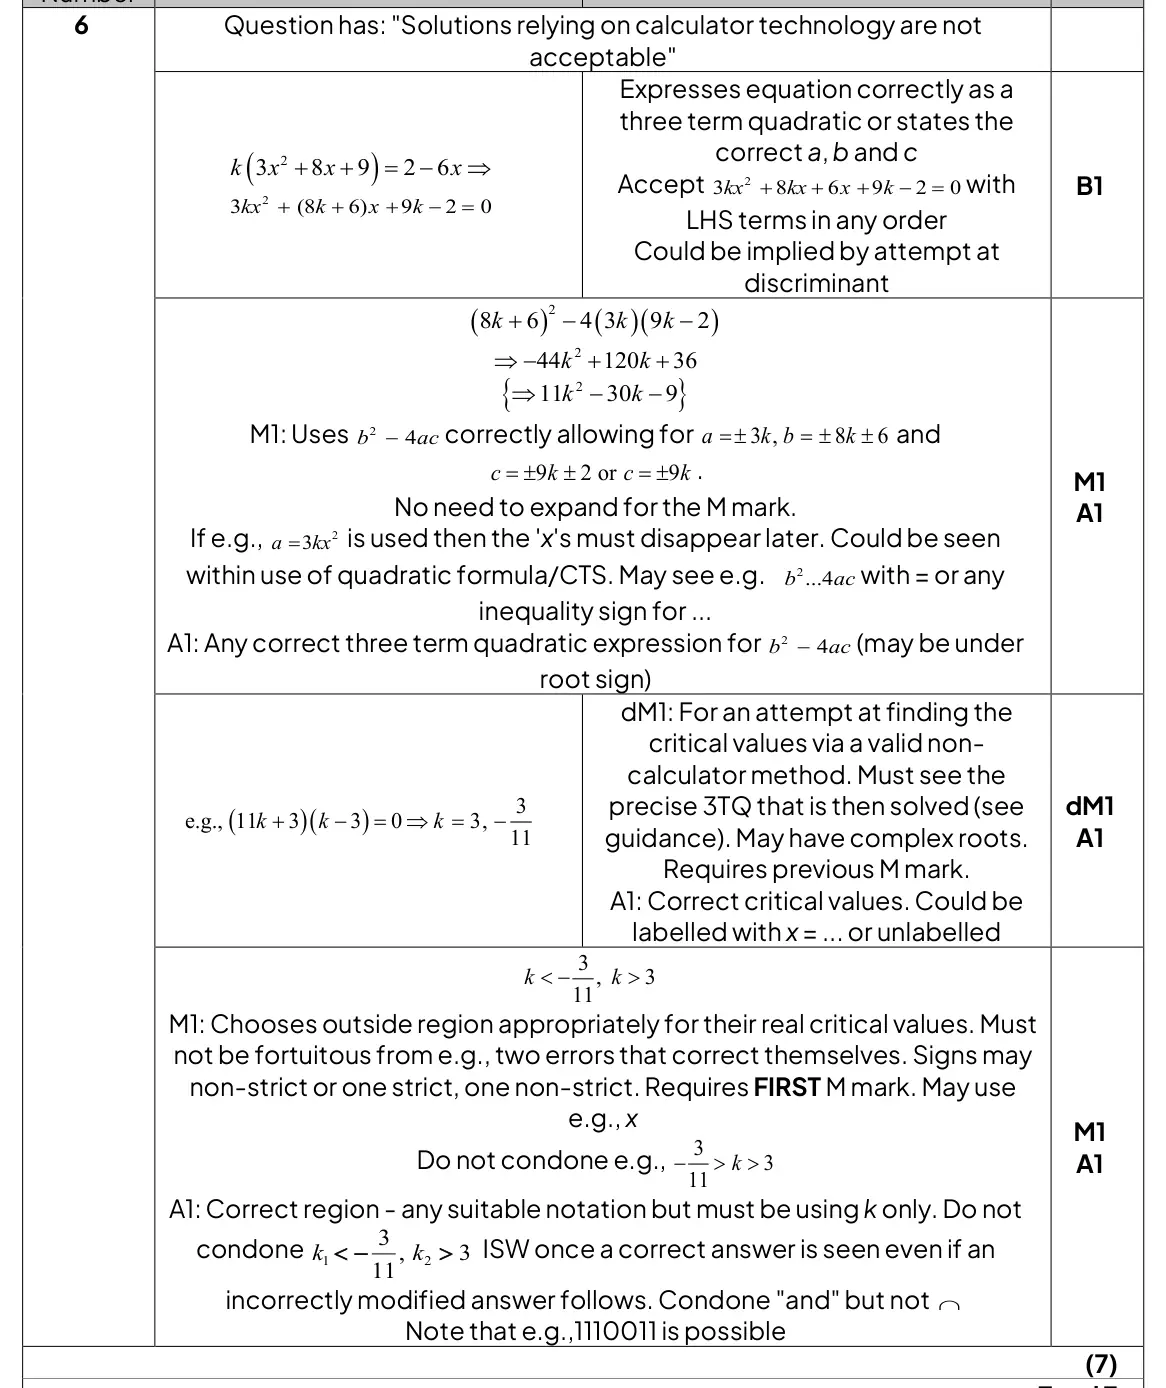 Number
6
Question has: "Solutions relying on calculator technology are not
acceptable"
k(3x² + 8x + 9) = 2 − 6x ⇒
3kx² + (8k + 6)x + 9k − 2 = 0
Expresses equation correctly as a
three term quadratic or states the
correct a, b and c
Accept 3kx² + 8kx + 6x + 9k − 2 = 0 with
LHS terms in any order
Could be implied by attempt at
discriminant
B1
(8k + 6)² − 4(3k)(9k − 2)
⇒ −44k² + 120k + 36
{⇒ 11k² − 30k − 9}
M1: Uses b² − 4ac correctly allowing for a = ± 3k, b = ± 8k ± 6 and
c = ±9k ± 2 or c = ±9k .
No need to expand for the M mark.
If e.g., a = 3kx² is used then the 'x's must disappear later. Could be seen
within use of quadratic formula/CTS. May see e.g. b²...4ac with = or any
inequality sign for ...
A1: Any correct three term quadratic expression for b² − 4ac (may be under
root sign)
M1
A1
e.g., (11k + 3)(k − 3) = 0 ⇒ k = 3, −3/11
dM1: For an attempt at finding the
critical values via a valid non-
calculator method. Must see the
precise 3TQ that is then solved (see
guidance). May have complex roots.
Requires previous M mark.
A1: Correct critical values. Could be
labelled with x = ... or unlabelled
dM1
A1
k < −3/11, k > 3
M1: Chooses outside region appropriately for their real critical values. Must
not be fortuitous from e.g., two errors that correct themselves. Signs may
non-strict or one strict, one non-strict. Requires FIRST M mark. May use
e.g., x
Do not condone e.g., −3/11 > k > 3
A1: Correct region - any suitable notation but must be using k only. Do not
condone k₁ < −3/11, k₂ > 3 ISW once a correct answer is seen even if an
incorrectly modified answer follows. Condone "and" but not ∩
Note that e.g.,1110011 is possible
M1
A1
(7)